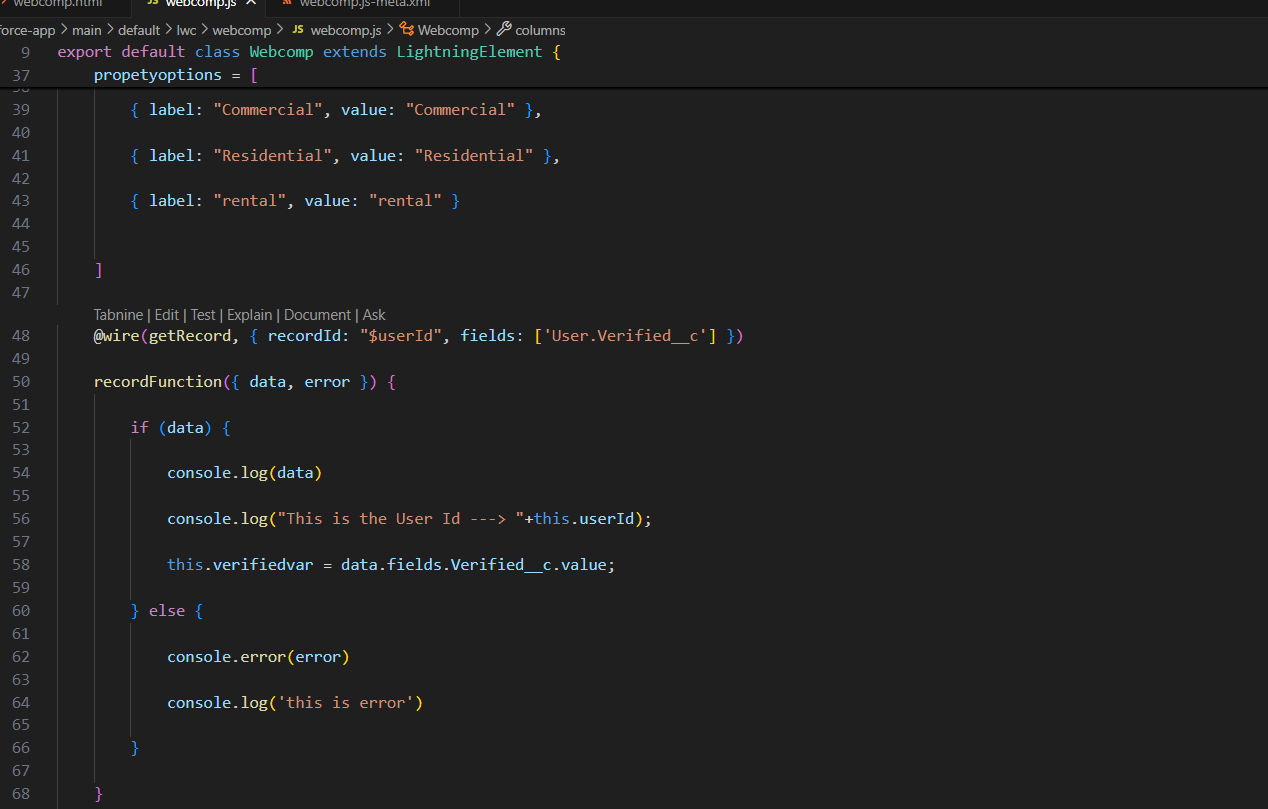 webcomp.html JS webcomp.js X webcomp.js-meta.xml
force-app > main > default > lwc > webcomp > JS webcomp.js > Webcomp > columns
9 export default class Webcomp extends LightningElement {
37 propetyoptions = [
38
39 { label: "Commercial", value: "Commercial" },
40
41 { label: "Residential", value: "Residential" },
42
43 { label: "rental", value: "rental" }
44
45
46 ]
47
Tabnine | Edit | Test | Explain | Document | Ask
48 @wire(getRecord, { recordId: "$userId", fields: ['User.Verified__c'] })
49
50 recordFunction({ data, error }) {
51
52 if (data) {
53
54 console.log(data)
55
56 console.log("This is the User Id ---> "+this.userId);
57
58 this.verifiedvar = data.fields.Verified__c.value;
59
60 } else {
61
62 console.error(error)
63
64 console.log('this is error')
65
66 }
67
68 }